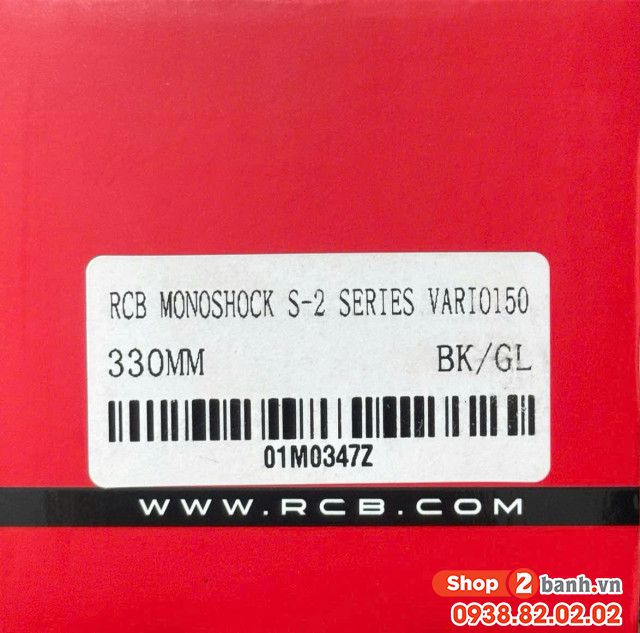 RCB MONOSHOCK S-2 SERIES VARIO150
330MM BK/GL
01M0347Z
WWW.RCB.COM
Shop 2 banh.vn
0938.82.02.02